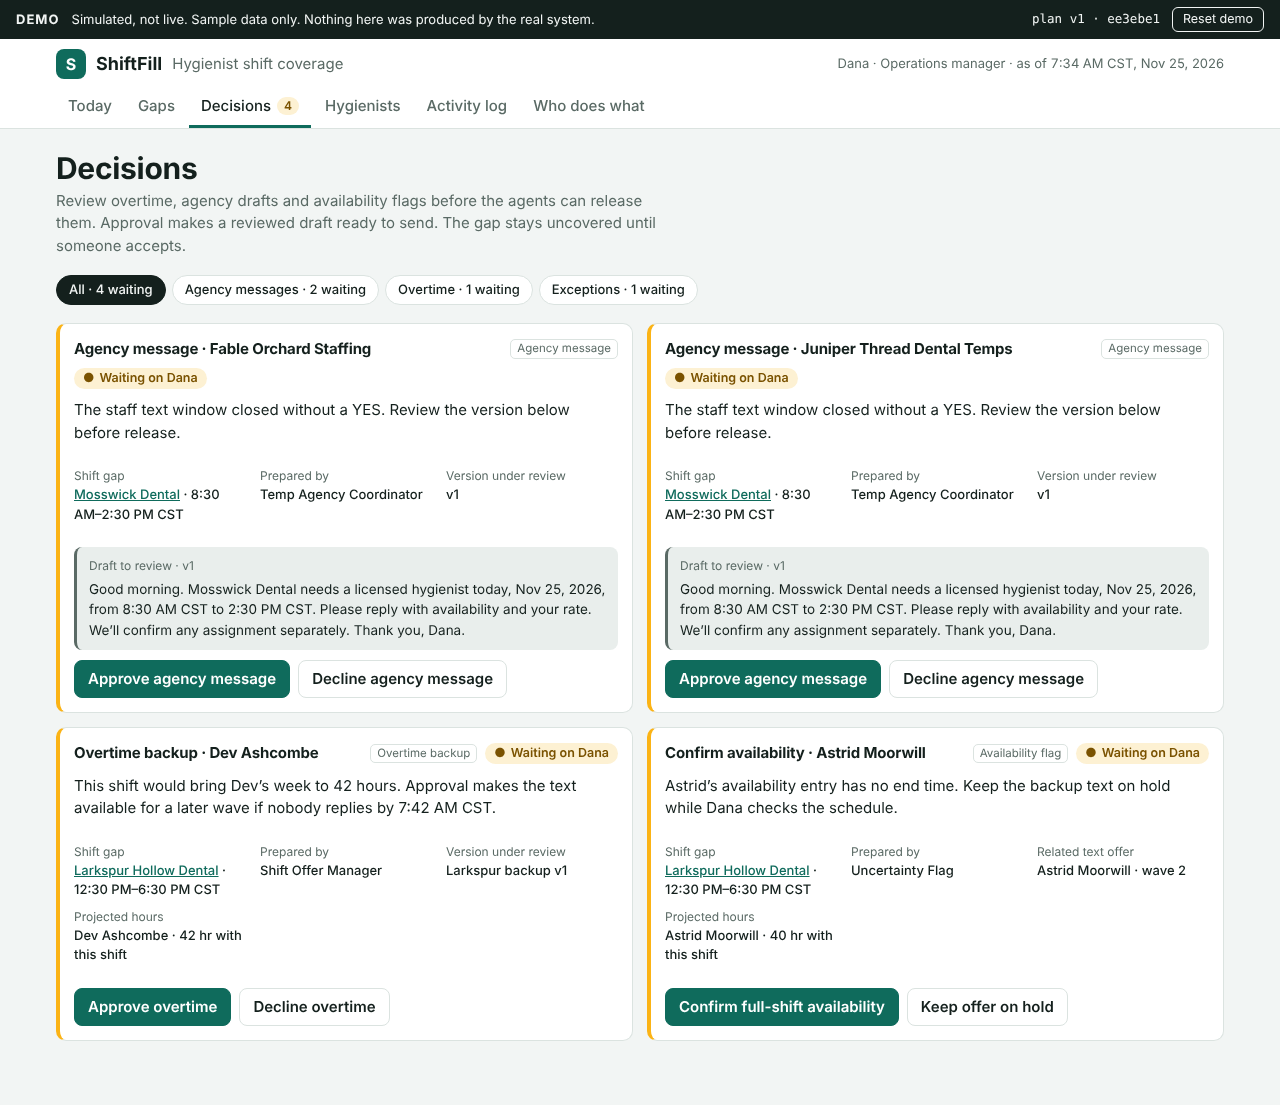 DEMO Simulated, not live. Sample data only. Nothing here was produced by the real system.
plan v1 · ee3ebe1 Reset demo
S ShiftFill Hygienist shift coverage
Dana · Operations manager · as of 7:34 AM CST, Nov 25, 2026
Today Gaps Decisions 4 Hygienists Activity log Who does what
Decisions
Review overtime, agency drafts and availability flags before the agents can release
them. Approval makes a reviewed draft ready to send. The gap stays uncovered until
someone accepts.
All · 4 waiting Agency messages · 2 waiting Overtime · 1 waiting Exceptions · 1 waiting
Agency message · Fable Orchard Staffing Agency message
Waiting on Dana
The staff text window closed without a YES. Review the version below
before release.
Shift gap
Mosswick Dental · 8:30
AM–2:30 PM CST
Prepared by
Temp Agency Coordinator
Version under review
v1
Draft to review · v1
Good morning. Mosswick Dental needs a licensed hygienist today, Nov 25, 2026,
from 8:30 AM CST to 2:30 PM CST. Please reply with availability and your rate.
We’ll confirm any assignment separately. Thank you, Dana.
Approve agency message Decline agency message
Agency message · Juniper Thread Dental Temps Agency message
Waiting on Dana
The staff text window closed without a YES. Review the version below
before release.
Shift gap
Mosswick Dental · 8:30
AM–2:30 PM CST
Prepared by
Temp Agency Coordinator
Version under review
v1
Draft to review · v1
Good morning. Mosswick Dental needs a licensed hygienist today, Nov 25, 2026,
from 8:30 AM CST to 2:30 PM CST. Please reply with availability and your rate.
We’ll confirm any assignment separately. Thank you, Dana.
Approve agency message Decline agency message
Overtime backup · Dev Ashcombe Overtime backup Waiting on Dana
This shift would bring Dev’s week to 42 hours. Approval makes the text
available for a later wave if nobody replies by 7:42 AM CST.
Shift gap
Larkspur Hollow Dental ·
12:30 PM–6:30 PM CST
Prepared by
Shift Offer Manager
Version under review
Larkspur backup v1
Projected hours
Dev Ashcombe · 42 hr with
this shift
Approve overtime Decline overtime
Confirm availability · Astrid Moorwill Availability flag Waiting on Dana
Astrid’s availability entry has no end time. Keep the backup text on hold
while Dana checks the schedule.
Shift gap
Larkspur Hollow Dental ·
12:30 PM–6:30 PM CST
Prepared by
Uncertainty Flag
Related text offer
Astrid Moorwill · wave 2
Projected hours
Astrid Moorwill · 40 hr with
this shift
Confirm full-shift availability Keep offer on hold